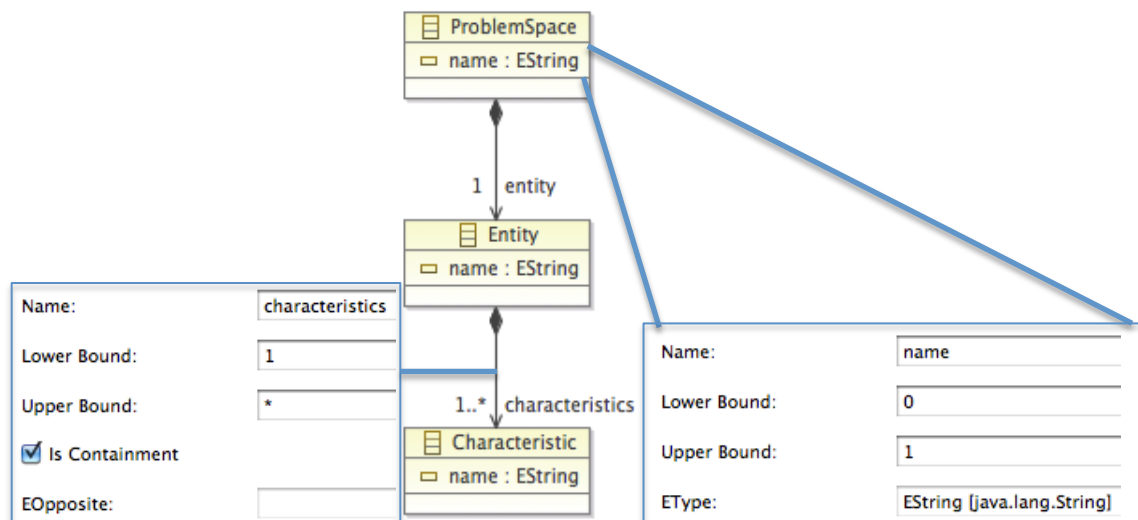 ProblemSpace
name : EString
1 entity
Entity
name : EString
1..* characteristics
Characteristic
name : EString
Name: characteristics
Lower Bound: 1
Upper Bound: *
Is Containment
EOpposite:
Name: name
Lower Bound: 0
Upper Bound: 1
EType: EString [java.lang.String]